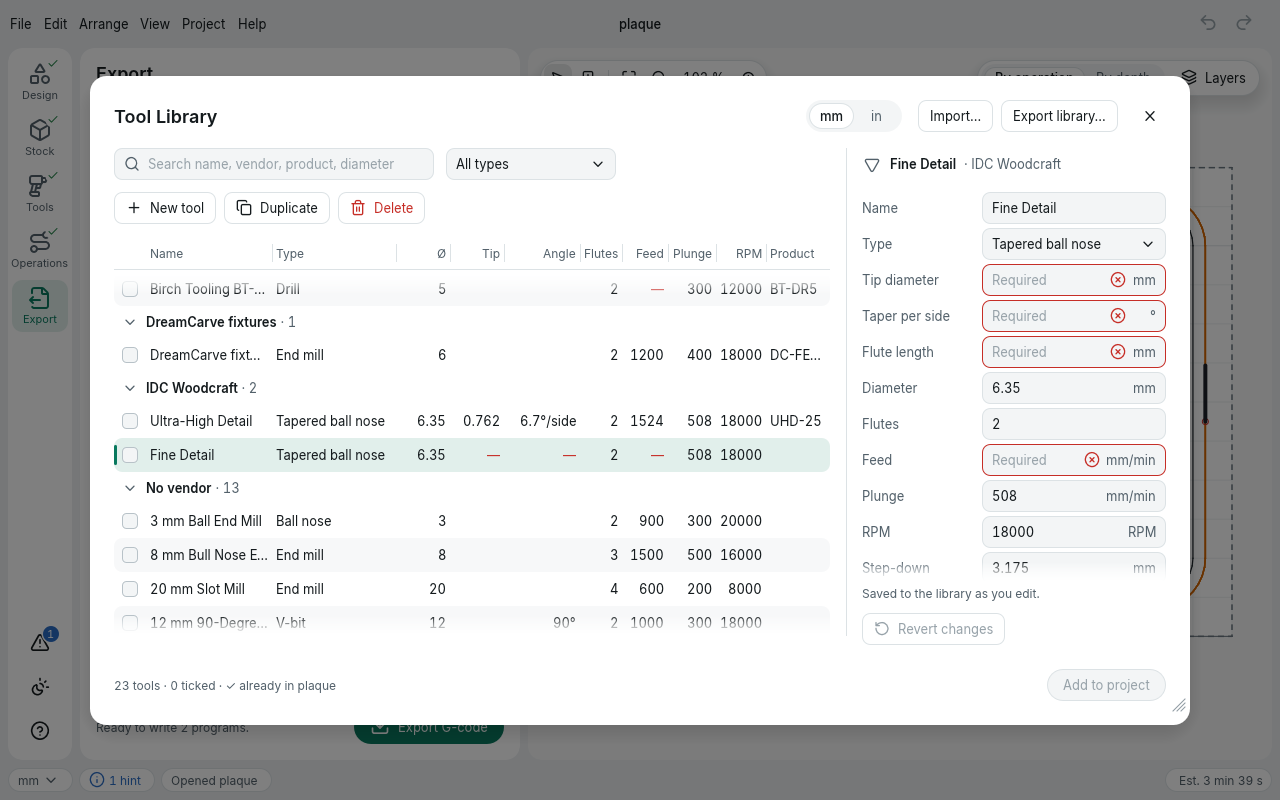 File Edit Arrange View Project Help
plaque
Design
Stock
Tools
Operations
Export
Export
102 %
By operation By depth
Layers
Tool Library
mm in
Import...
Export library...
Search name, vendor, product, diameter
All types
New tool
Duplicate
Delete
Name Type Ø Tip Angle Flutes Feed Plunge RPM Product
Birch Tooling BT-... Drill 5 2 — 300 12000 BT-DR5
DreamCarve fixtures · 1
DreamCarve fixt... End mill 6 2 1200 400 18000 DC-FE...
IDC Woodcraft · 2
Ultra-High Detail Tapered ball nose 6.35 0.762 6.7°/side 2 1524 508 18000 UHD-25
Fine Detail Tapered ball nose 6.35 — — 2 — 508 18000
No vendor · 13
3 mm Ball End Mill Ball nose 3 2 900 300 20000
8 mm Bull Nose E... End mill 8 3 1500 500 16000
20 mm Slot Mill End mill 20 4 600 200 8000
12 mm 90-Degre... V-bit 12 90° 2 1000 300 18000
23 tools · 0 ticked · ✓ already in plaque
Fine Detail · IDC Woodcraft
Name Fine Detail
Type Tapered ball nose
Tip diameter Required mm
Taper per side Required °
Flute length Required mm
Diameter 6.35 mm
Flutes 2
Feed Required mm/min
Plunge 508 mm/min
RPM 18000 RPM
Step-down 3.175 mm
Saved to the library as you edit.
Revert changes
Add to project
1
Ready to write 2 programs.
Export G-code
mm
1 hint
Opened plaque
Est. 3 min 39 s